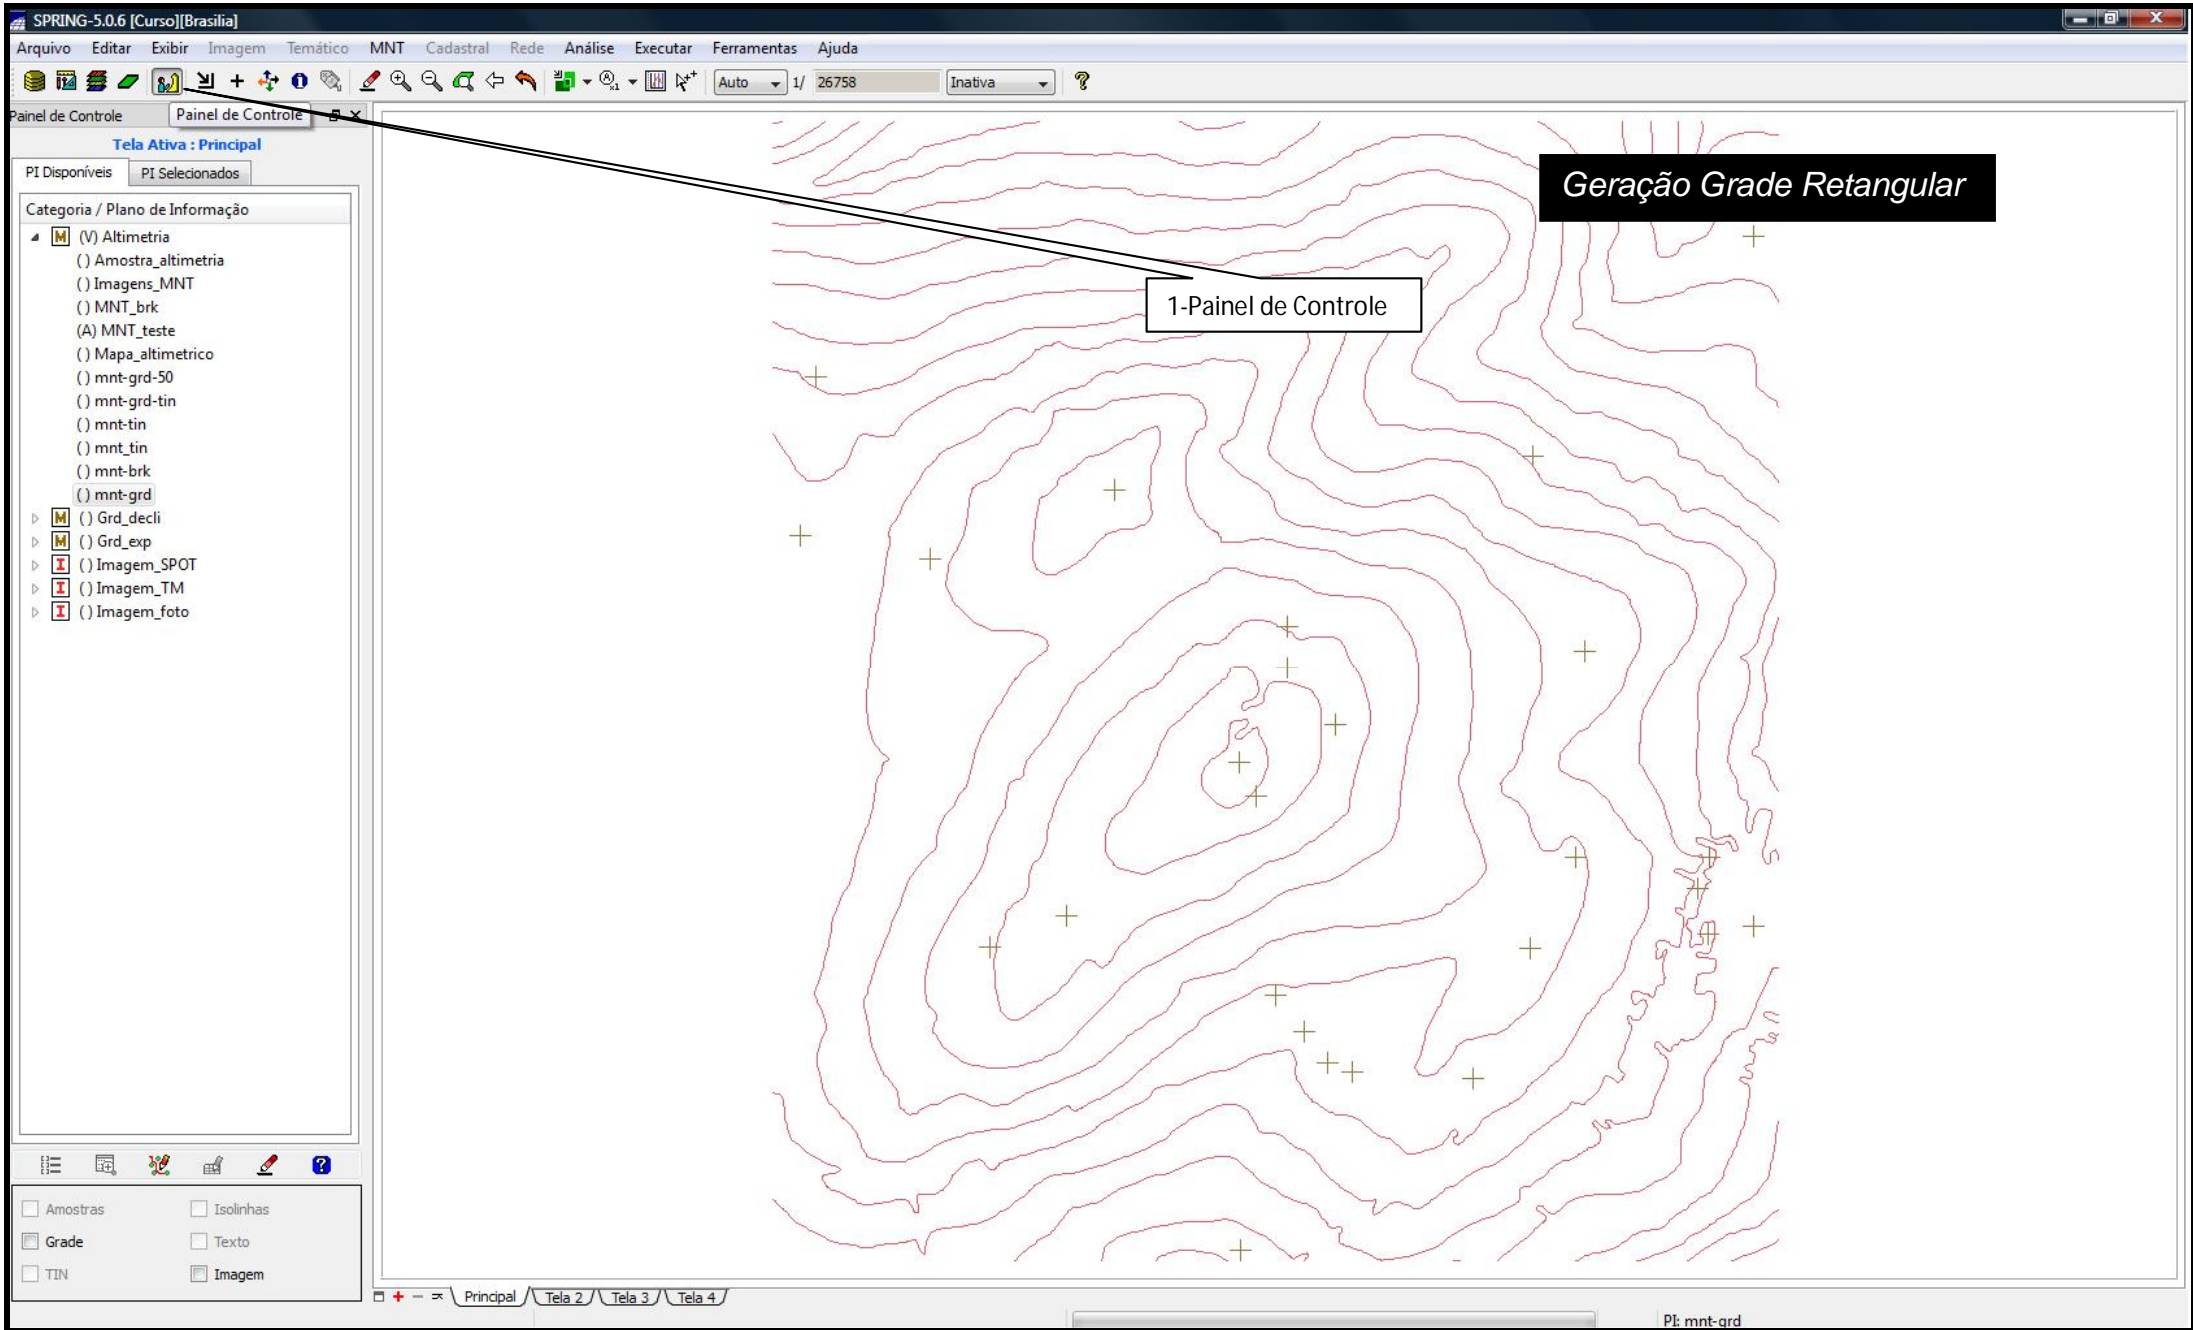 SPRING-5.0.6 [Curso][Brasilia]
Arquivo Editar Exibir Imagem Temático MNT Cadastral Rede Análise Executar Ferramentas Ajuda
Auto 1/ 26758 Inativa
Painel de Controle
Painel de Controle
Tela Ativa : Principal
PI Disponíveis PI Selecionados
Categoria / Plano de Informação
M (V) Altimetria
( ) Amostra_altimetria
( ) Imagens_MNT
( ) MNT_brk
(A) MNT_teste
( ) Mapa_altimetrico
( ) mnt-grd-50
( ) mnt-grd-tin
( ) mnt-tin
( ) mnt_tin
( ) mnt-brk
( ) mnt-grd
M ( ) Grd_decli
M ( ) Grd_exp
I ( ) Imagem_SPOT
I ( ) Imagem_TM
I ( ) Imagem_foto
Geração Grade Retangular
1-Painel de Controle
Amostras Isolinhas
Grade Texto
TIN Imagem
Principal Tela 2 Tela 3 Tela 4
PI: mnt-grd